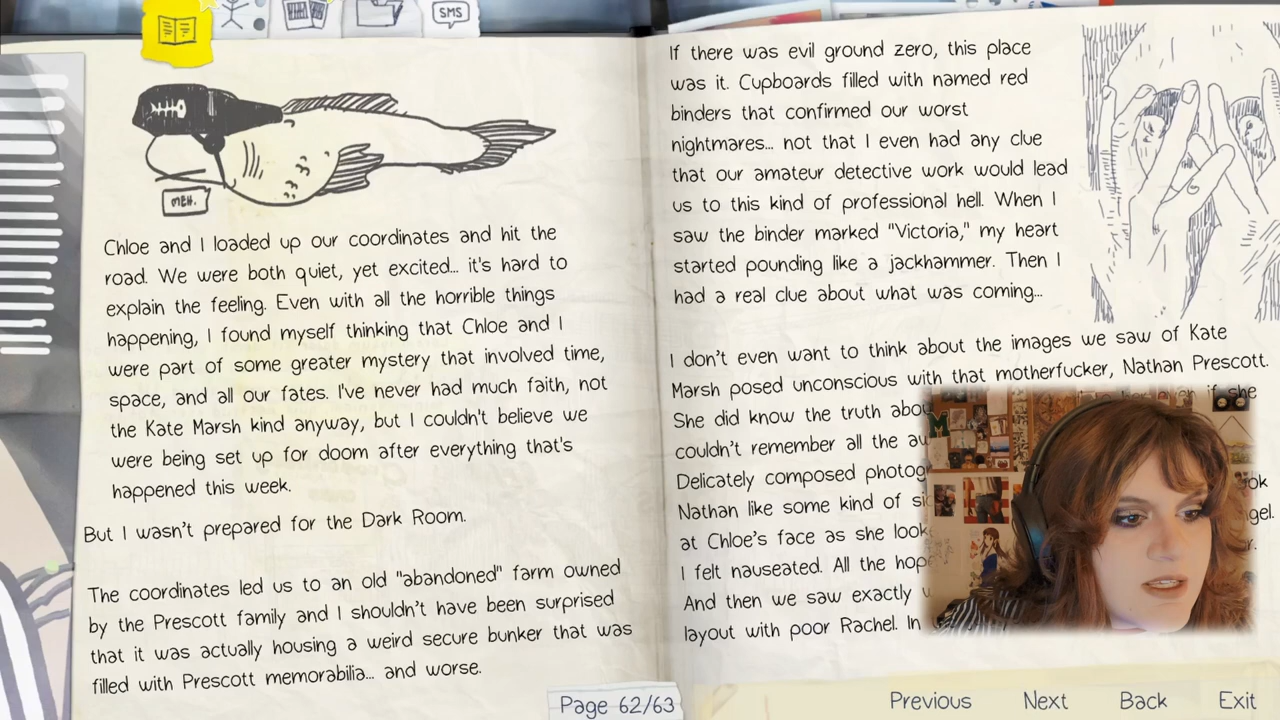 SMS
MEH.
Chloe and I loaded up our coordinates and hit the
road. We were both quiet, yet excited... it's hard to
explain the feeling. Even with all the horrible things
happening, I found myself thinking that Chloe and I
were part of some greater mystery that involved time,
space, and all our fates. I've never had much faith, not
the Kate Marsh kind anyway, but I couldn't believe we
were being set up for doom after everything that's
happened this week.
But I wasn't prepared for the Dark Room.
The coordinates led us to an old "abandoned" farm owned
by the Prescott family and I shouldn't have been surprised
that it was actually housing a weird secure bunker that was
filled with Prescott memorabilia... and worse.
If there was evil ground zero, this place
was it. Cupboards filled with named red
binders that confirmed our worst
nightmares... not that I even had any clue
that our amateur detective work would lead
us to this kind of professional hell. When I
saw the binder marked "Victoria," my heart
started pounding like a jackhammer. Then I
had a real clue about what was coming...
I don't even want to think about the images we saw of Kate
Marsh posed unconscious with that motherfucker, Nathan Prescott.
She did know the truth if she
couldn't remember all the
Delicately composed
Nathan like some kind of
at Chloe's face as she
I felt nauseated. All the
And then we saw exactly
layout with poor Rachel. In
Page 62/63
Previous Next Back Exit